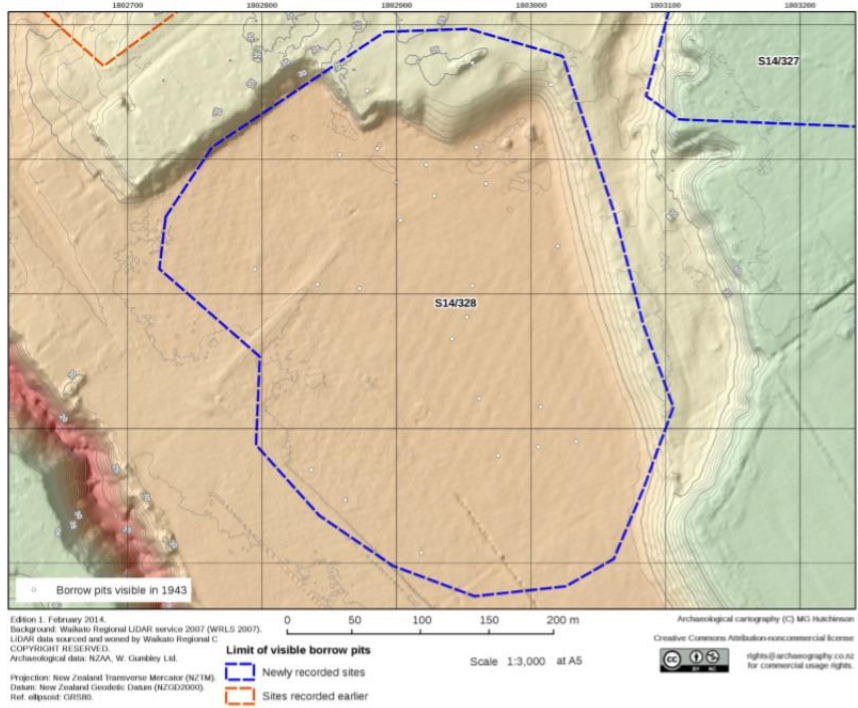 1802700 1802800 1802900 1803000 1803100 1803200
S14/327
S14/328
Borrow pits visible in 1943
Edition 1. February 2014.
Background: Waikato Regional LiDAR service 2007 (WRLS 2007).
LiDAR data sourced and woned by Waikato Regional C
COPYRIGHT RESERVED.
Archaeological data: NZAA, W. Gumbley Ltd.
Projection: New Zealand Transverse Mercator (NZTM).
Datum: New Zealand Geodetic Datum (NZGD2000).
Ref. ellipsoid: GRS80.
0 50 100 150 200 m
Limit of visible borrow pits
Newly recorded sites
Sites recorded earlier
Scale 1:3,000 at A5
Archaeological cartography (C) MG Hutchinson
Creative Commons Attribution-noncommercial license
cc
BY NC
rights@archaeography.co.nz
for commercial usage rights.